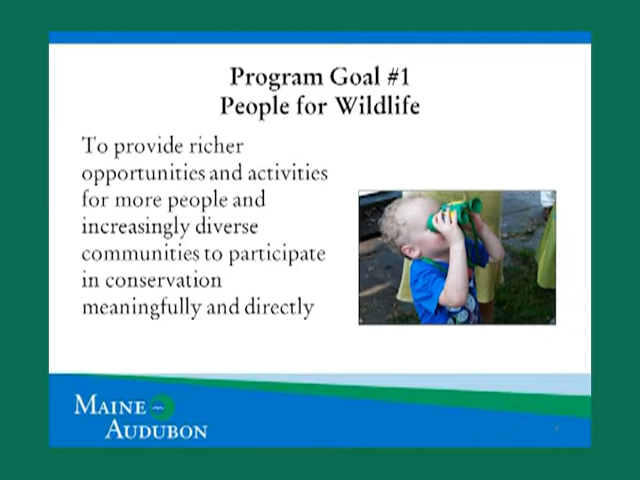 Program Goal #1
People for Wildlife
To provide richer
opportunities and activities
for more people and
increasingly diverse
communities to participate
in conservation
meaningfully and directly
MAINE
AUDUBON